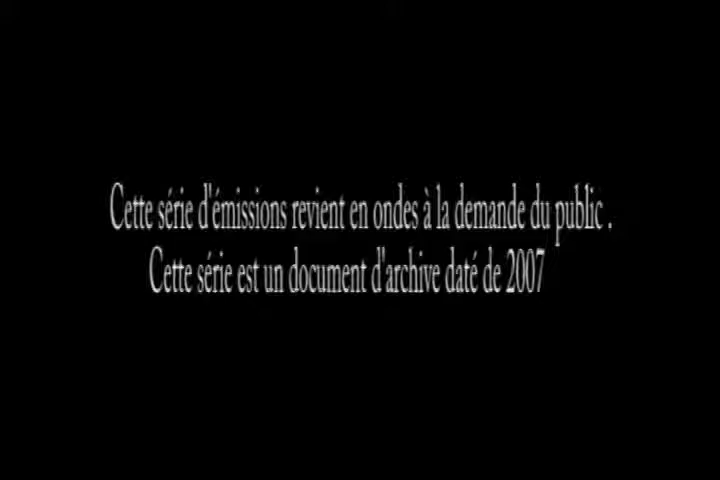 Cette série d'émissions revient en ondes à la demande du public .
Cette série est un document d'archive daté de 2007